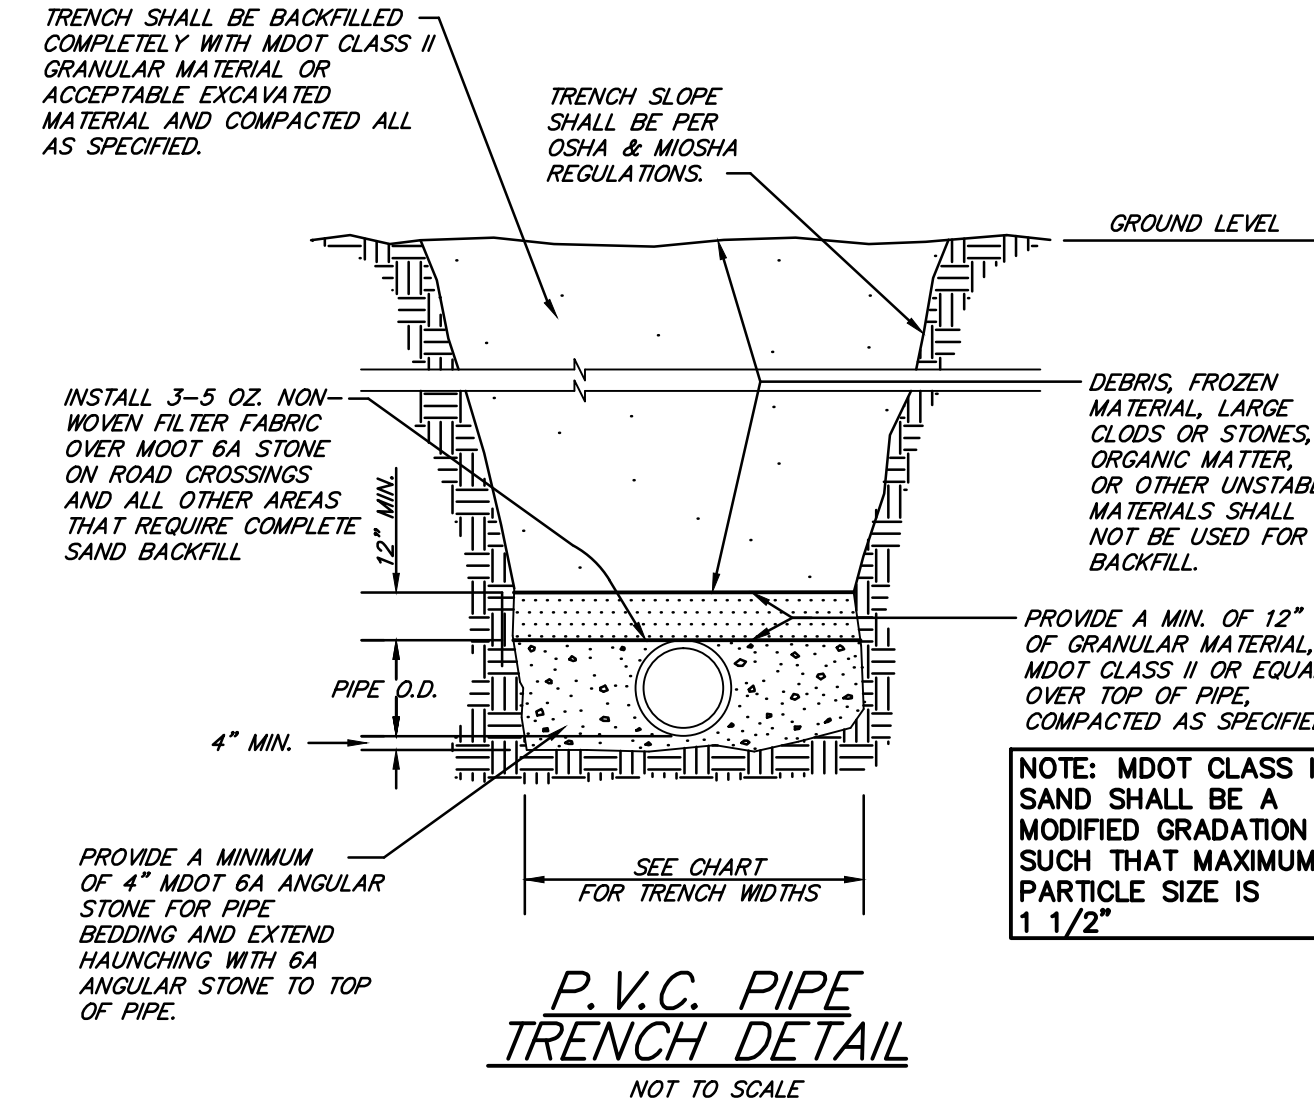 TRENCH SHALL BE BACKFILLED
COMPLETELY WITH MDOT CLASS II
GRANULAR MATERIAL OR
ACCEPTABLE EXCAVATED
MATERIAL AND COMPACTED ALL
AS SPECIFIED.
TRENCH SLOPE
SHALL BE PER
OSHA & MIOSHA
REGULATIONS.
GROUND LEVEL
INSTALL 3-5 OZ. NON-
WOVEN FILTER FABRIC
OVER MOOT 6A STONE
ON ROAD CROSSINGS
AND ALL OTHER AREAS
THAT REQUIRE COMPLETE
SAND BACKFILL
12" MIN.
DEBRIS, FROZEN
MATERIAL, LARGE
CLODS OR STONES,
ORGANIC MATTER,
OR OTHER UNSTABLE
MATERIALS SHALL
NOT BE USED FOR
BACKFILL.
PROVIDE A MIN. OF 12"
OF GRANULAR MATERIAL,
MDOT CLASS II OR EQUAL
OVER TOP OF PIPE,
COMPACTED AS SPECIFIE
PIPE O.D.
4" MIN.
NOTE: MDOT CLASS
SAND SHALL BE A
MODIFIED GRADATION
SUCH THAT MAXIMUM
PARTICLE SIZE IS
1 1/2"
PROVIDE A MINIMUM
OF 4" MDOT 6A ANGULAR
STONE FOR PIPE
BEDDING AND EXTEND
HAUNCHING WITH 6A
ANGULAR STONE TO TOP
OF PIPE.
SEE CHART
FOR TRENCH WIDTHS
P.V.C. PIPE
TRENCH DETAIL
NOT TO SCALE